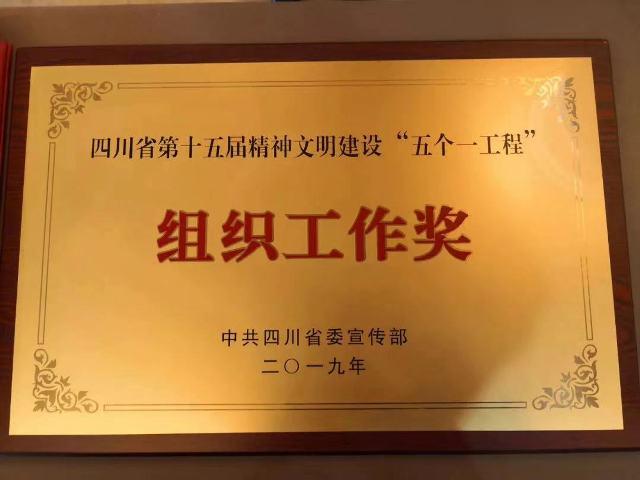 四川省第十五届精神文明建设“五个一工程”
组织工作奖
中共四川省委宣传部
二〇一九年